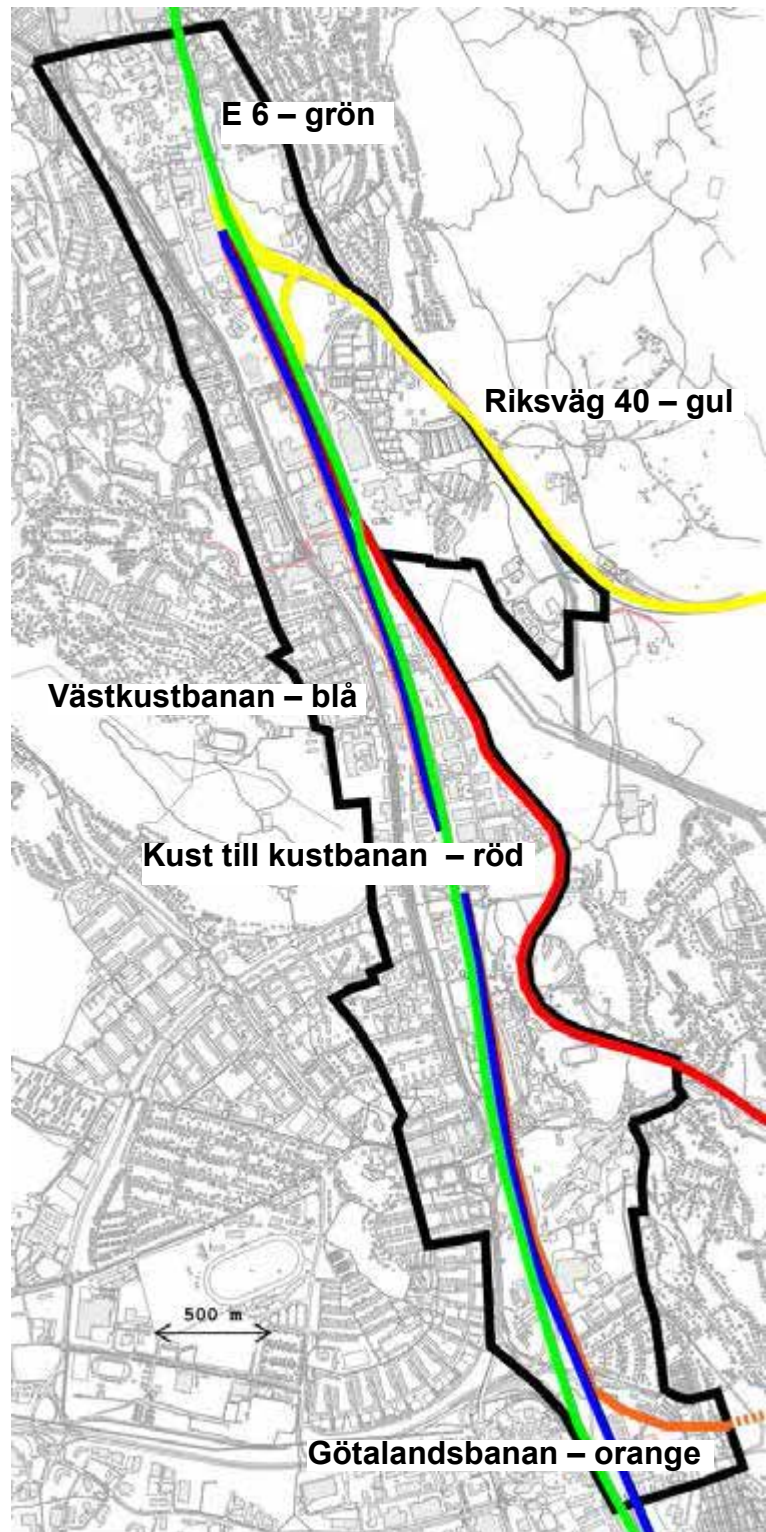 E 6 – grön
Riksväg 40 – gul
Västkustbanan – blå
Kust till kustbanan – röd
500 m
Götalandsbanan – orange